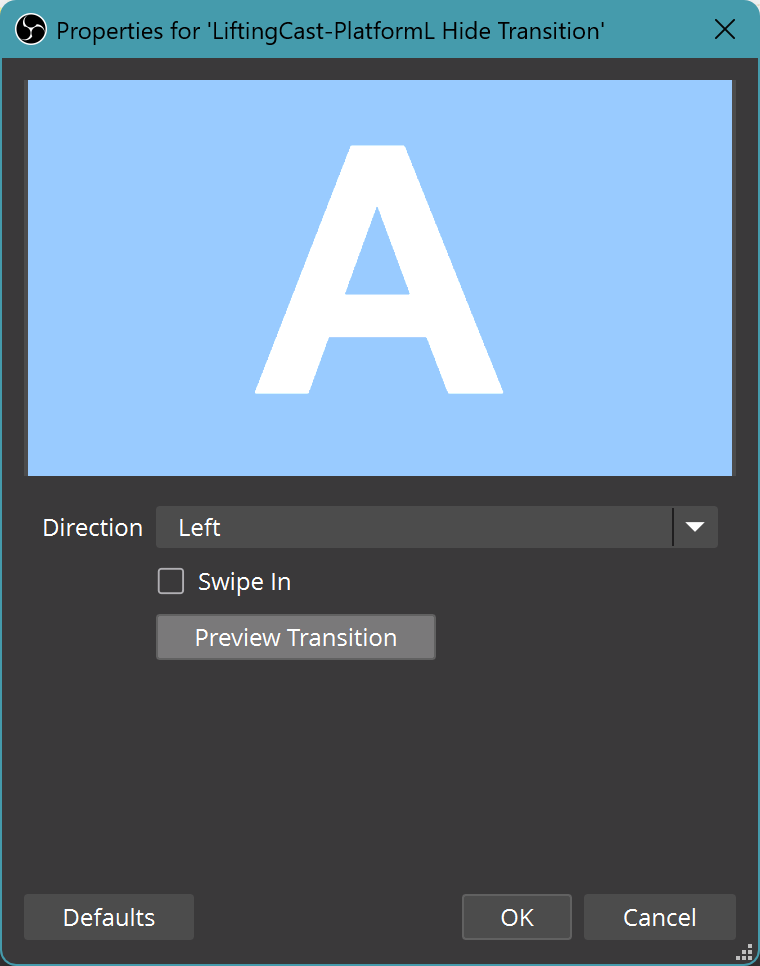 Properties for 'LiftingCast-PlatformL Hide Transition'
A
Direction Left
Swipe In
Preview Transition
Defaults OK Cancel